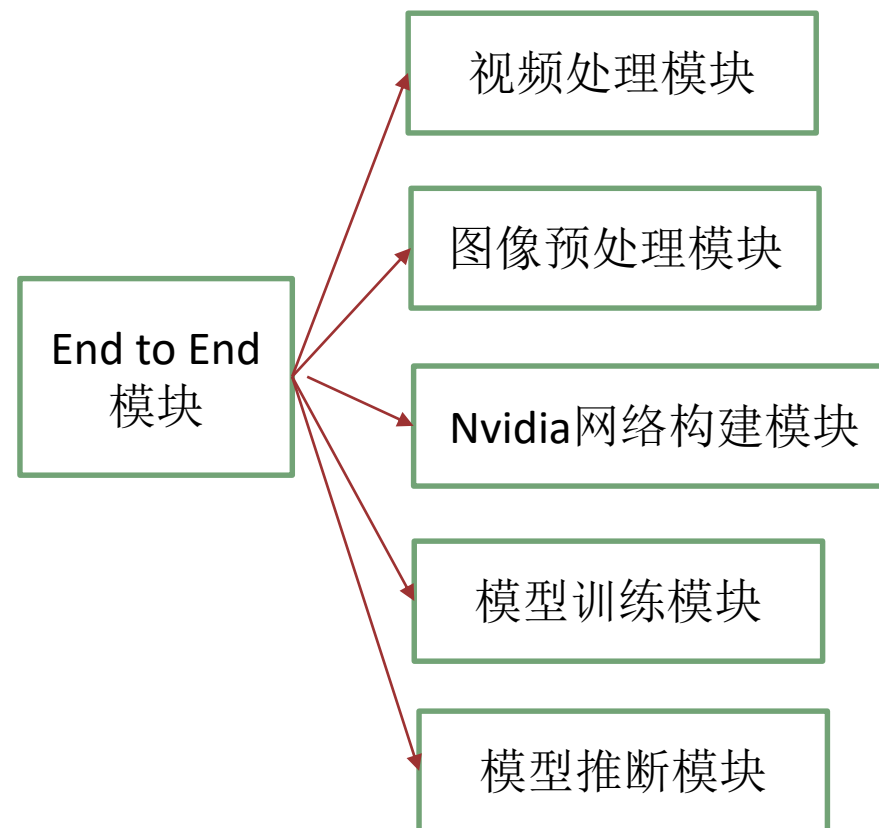 视频处理模块
图像预处理模块
End to End
模块
Nvidia网络构建模块
模型训练模块
模型推断模块